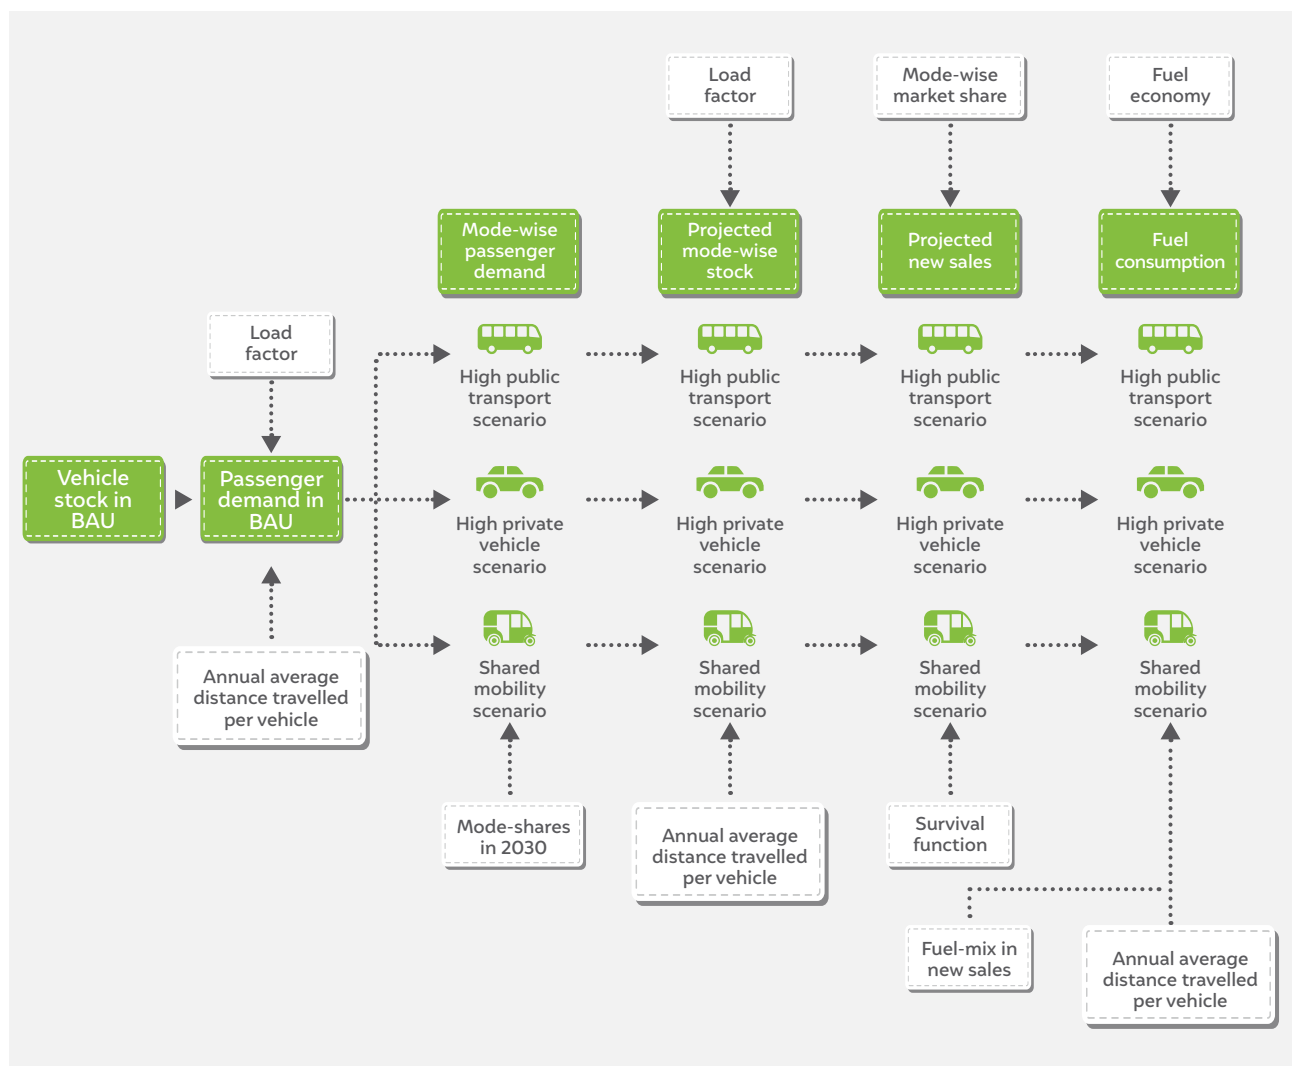 Load
factor
Mode-wise
market share
Fuel
economy
Mode-wise
passenger
demand
Projected
mode-wise
stock
Projected
new sales
Fuel
consumption
Load
factor
High public
transport
scenario
High public
transport
scenario
High public
transport
scenario
High public
transport
scenario
Vehicle
stock in
BAU
Passenger
demand in
BAU
High private
vehicle
scenario
High private
vehicle
scenario
High private
vehicle
scenario
High private
vehicle
scenario
Annual average
distance travelled
per vehicle
Shared
mobility
scenario
Shared
mobility
scenario
Shared
mobility
scenario
Shared
mobility
scenario
Mode-shares
in 2030
Annual average
distance travelled
per vehicle
Survival
function
Fuel-mix in
new sales
Annual average
distance travelled
per vehicle